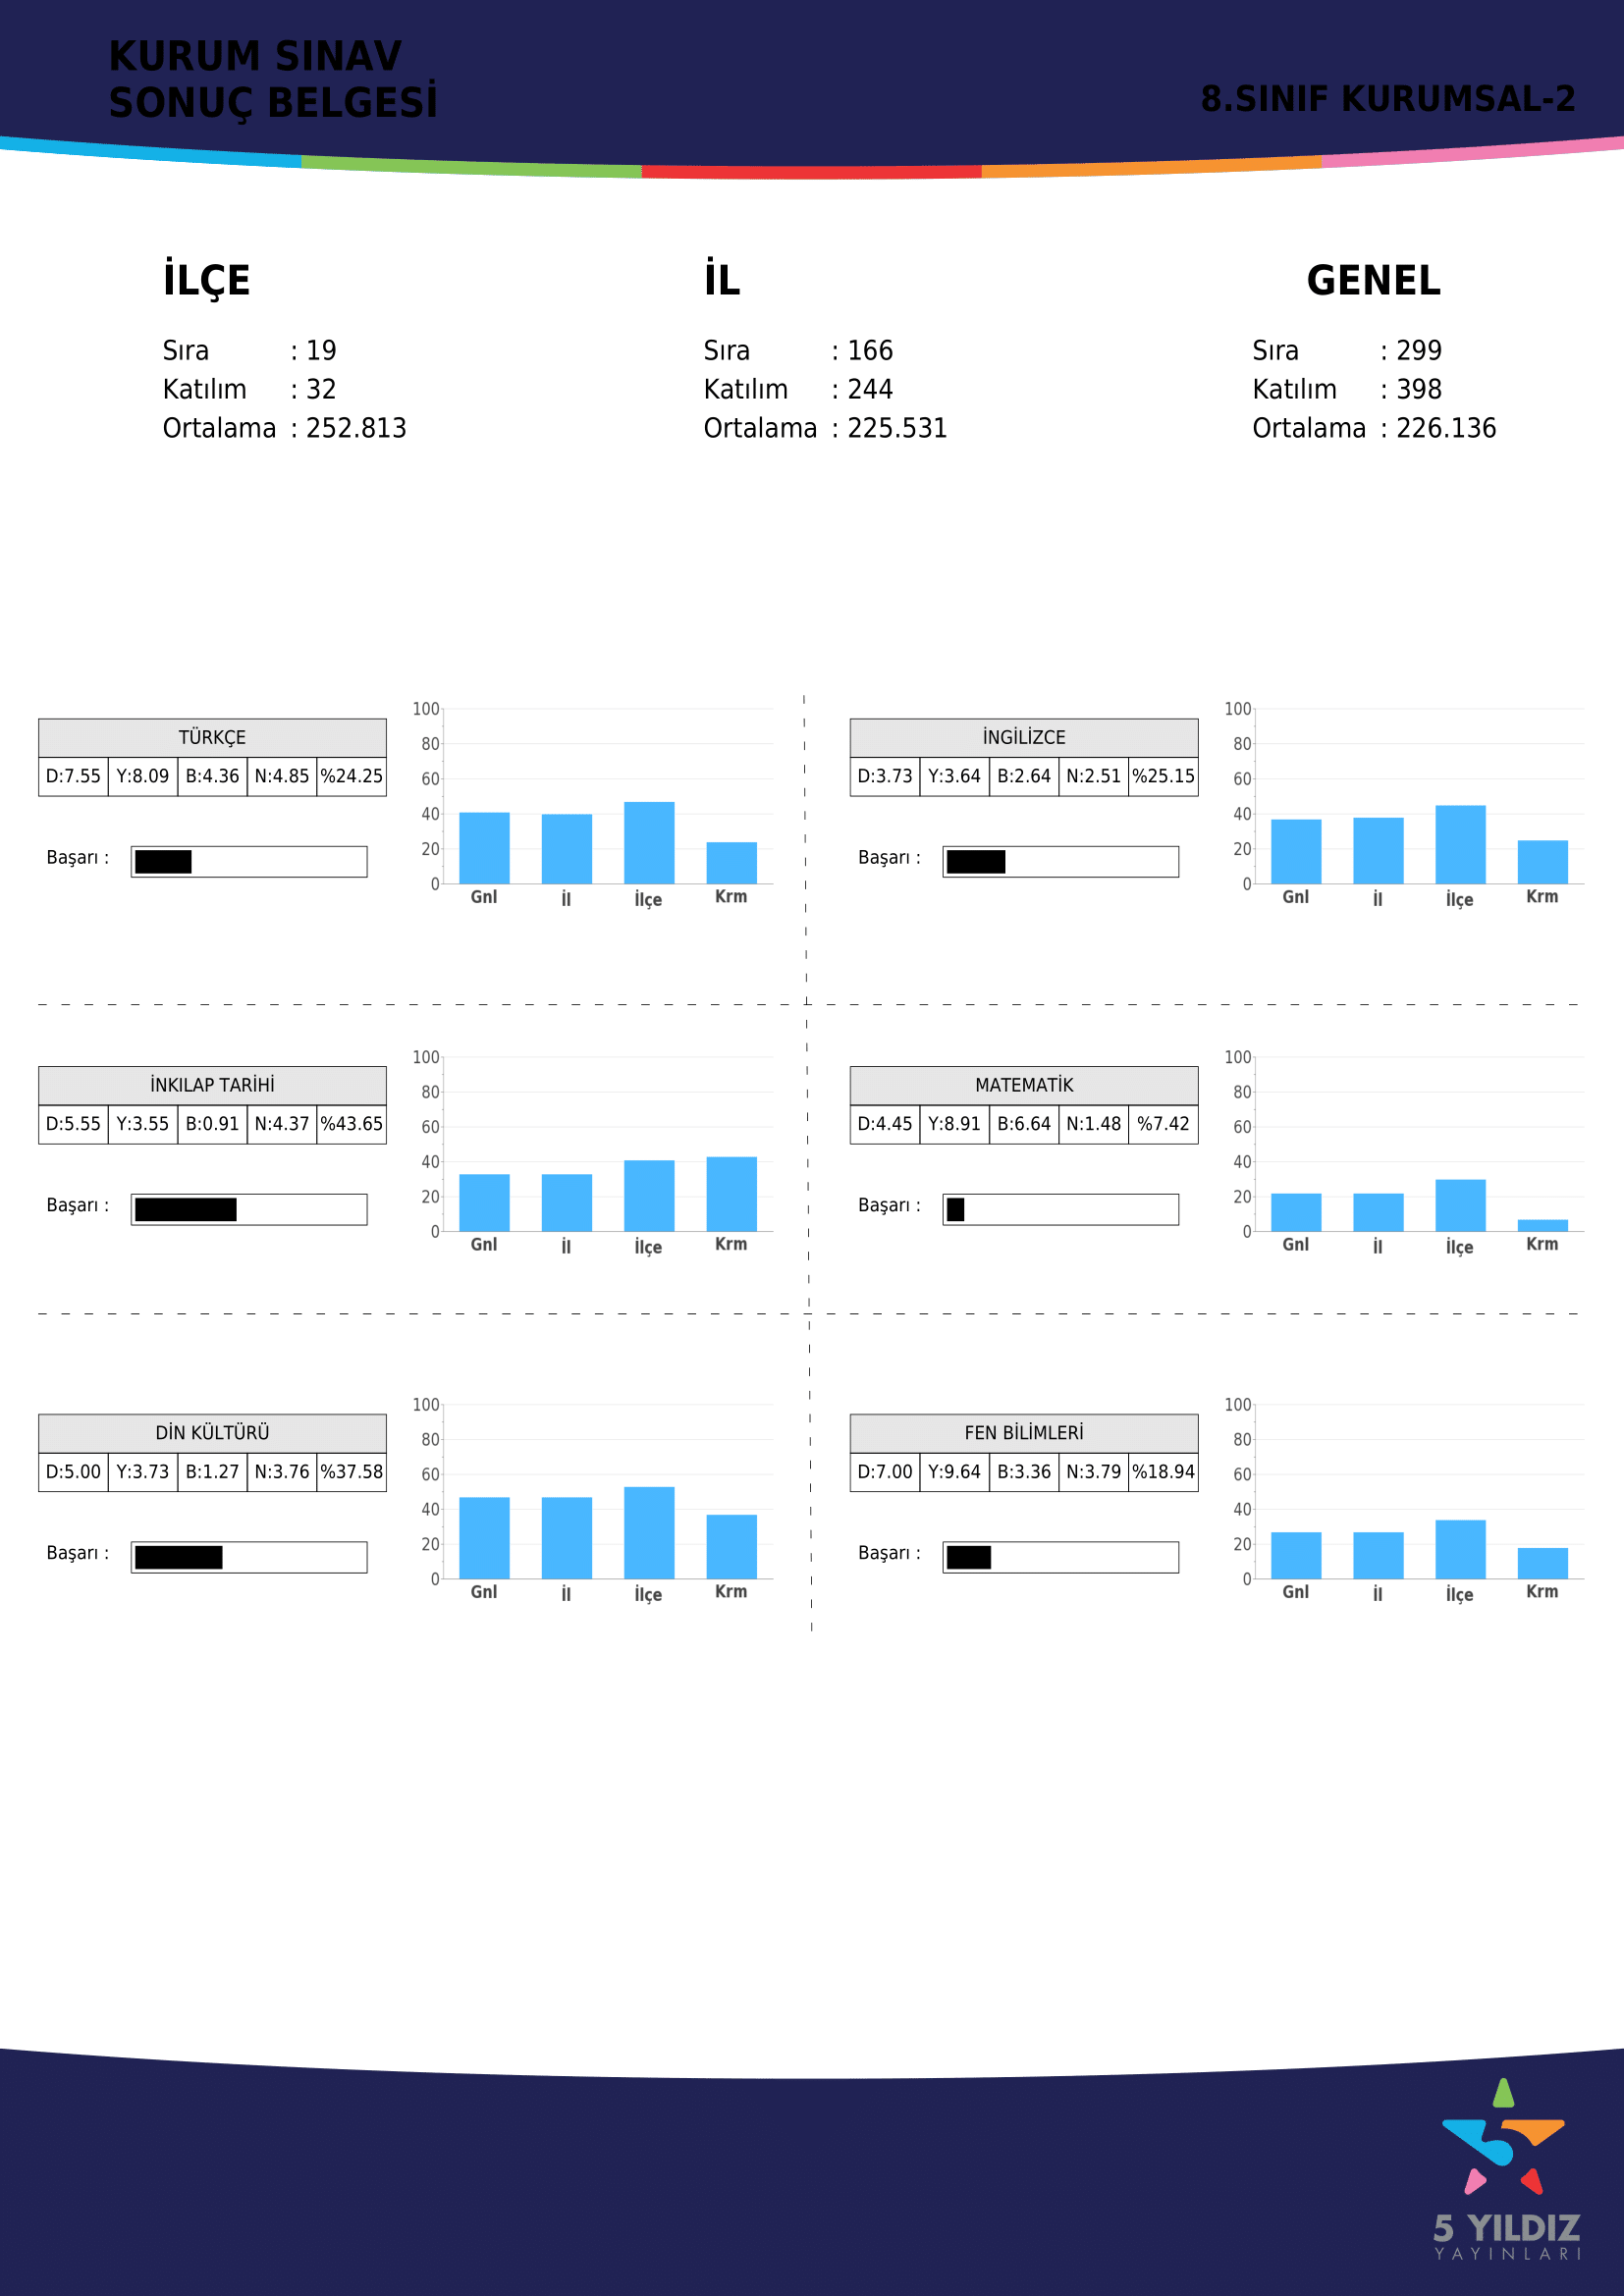 KURUM SINAV
SONUÇ BELGESİ
8.SINIF KURUMSAL-2
İLÇE
Sıra : 19
Katılım : 32
Ortalama : 252.813
İL
Sıra : 166
Katılım : 244
Ortalama : 225.531
GENEL
Sıra : 299
Katılım : 398
Ortalama : 226.136
TÜRKÇE
D:7.55 Y:8.09 B:4.36 N:4.85 %24.25
Başarı :
100
80
60
40
20
0
Gnl İl İlçe Krm
İNGİLİZCE
D:3.73 Y:3.64 B:2.64 N:2.51 %25.15
Başarı :
100
80
60
40
20
0
Gnl İl İlçe Krm
İNKILAP TARİHİ
D:5.55 Y:3.55 B:0.91 N:4.37 %43.65
Başarı :
100
80
60
40
20
0
Gnl İl İlçe Krm
MATEMATİK
D:4.45 Y:8.91 B:6.64 N:1.48 %7.42
Başarı :
100
80
60
40
20
0
Gnl İl İlçe Krm
DİN KÜLTÜRÜ
D:5.00 Y:3.73 B:1.27 N:3.76 %37.58
Başarı :
100
80
60
40
20
0
Gnl İl İlçe Krm
FEN BİLİMLERİ
D:7.00 Y:9.64 B:3.36 N:3.79 %18.94
Başarı :
100
80
60
40
20
0
Gnl İl İlçe Krm
5 YILDIZ
YAYINLARI